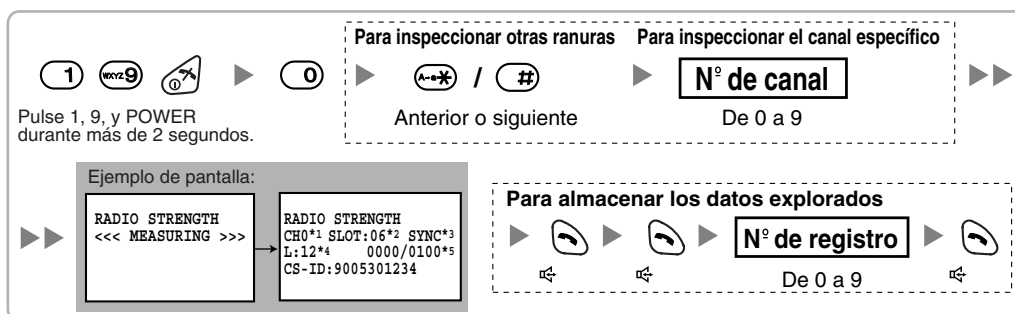 Para inspeccionar otras ranuras
Para inspeccionar el canal específico
1) WXYZ9 0) A-a✱ / (# Nº de canal
Pulse 1, 9, y POWER
durante más de 2 segundos.
Anterior o siguiente
De 0 a 9
Ejemplo de pantalla:
RADIO STRENGTH
<<< MEASURING >>>
RADIO STRENGTH
CH0*1 SLOT:06*2 SYNC*3
L:12*4 0000/0100*5
CS-ID:9005301234
Para almacenar los datos explorados
Nº de registro
De 0 a 9